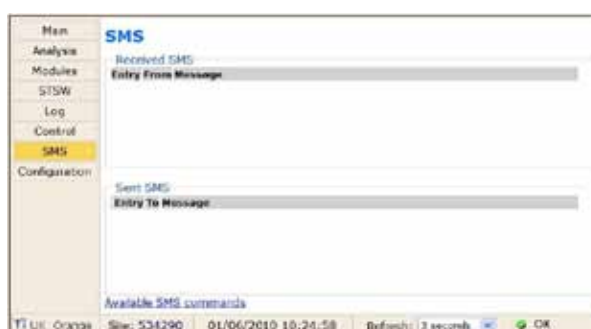 Main
Analysis
Modules
STSW
Log
Control
SMS
Configuration
SMS
Received SMS
Entry From Message
Sent SMS
Entry To Message
Available SMS commands
UK Orange Site: 534290 01/06/2010 10:24:58 Refresh: 3 seconds OK